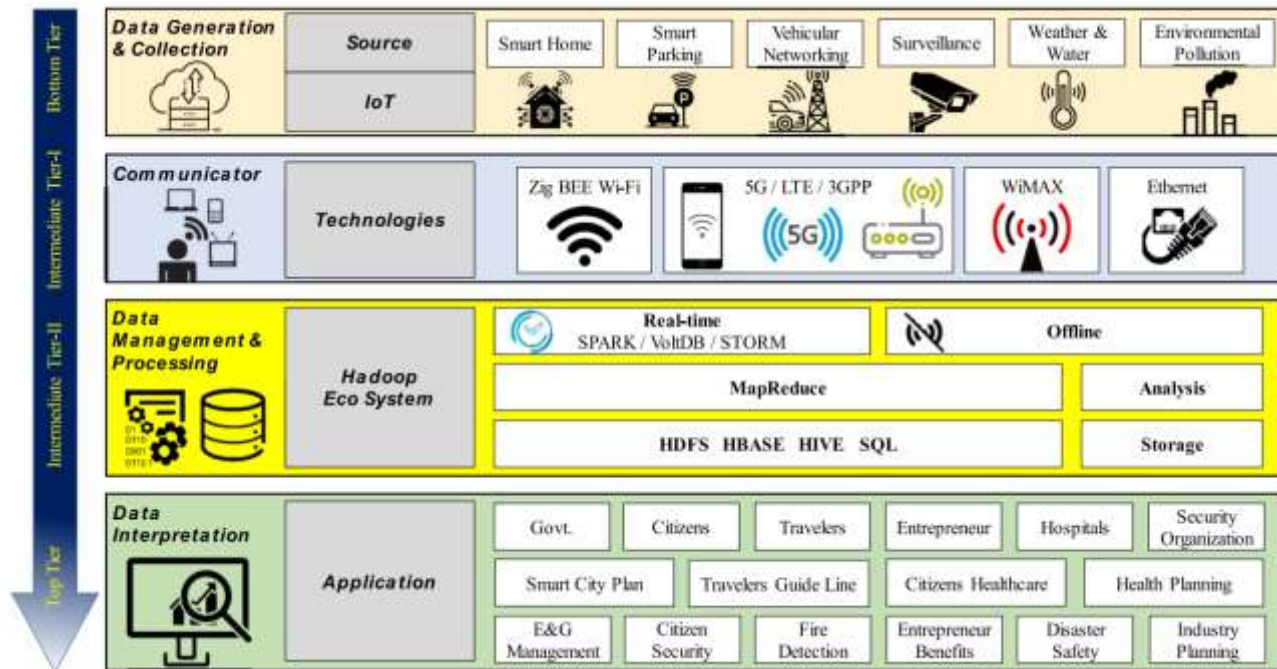 Bottom Tier
Intermediate Tier-I
Intermediate Tier-II
Top Tier
Data Generation
& Collection
Source
IoT
Smart Home
Smart
Parking
Vehicular
Networking
Surveillance
Weather &
Water
Environmental
Pollution
P
Communicator
Technologies
Zig BEE Wi-Fi
5G / LTE / 3GPP
5G
WiMAX
Ethernet
Data
Management &
Processing
01
0110
0901
01101
Hadoop
Eco System
Real-time
SPARK / VoltDB / STORM
Offline
MapReduce
Analysis
HDFS HBASE HIVE SQL
Storage
Data
Interpretation
Application
Govt.
Citizens
Travelers
Entrepreneur
Hospitals
Security
Organization
Smart City Plan
Travelers Guide Line
Citizens Healthcare
Health Planning
E&G
Management
Citizen
Security
Fire
Detection
Entrepreneur
Benefits
Disaster
Safety
Industry
Planning